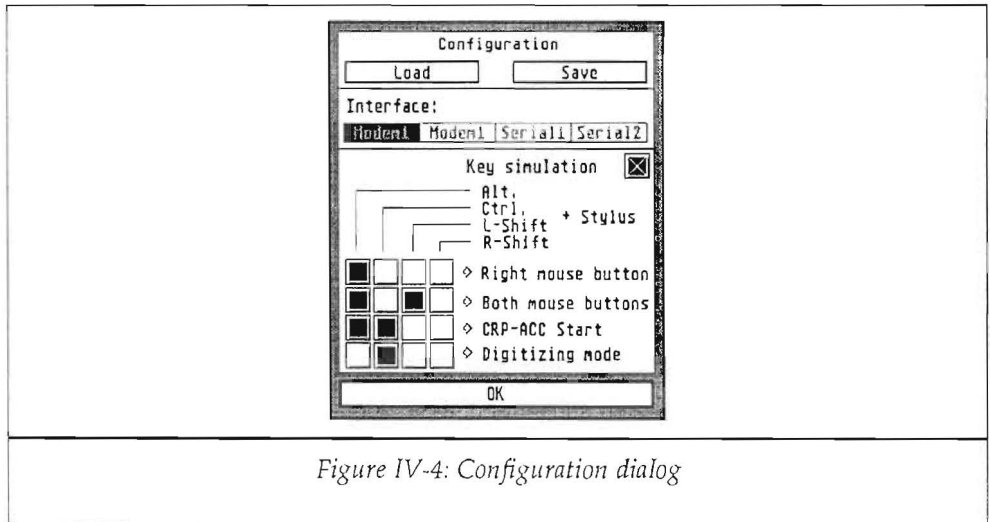 Configuration
Load Save
Interface:
Modem1 Modem1 Serial1 Serial2
Key simulation
Alt.
Ctrl.
L-Shift + Stylus
R-Shift
Right mouse button
Both mouse buttons
CRP-ACC Start
Digitizing mode
OK
Figure IV-4: Configuration dialog